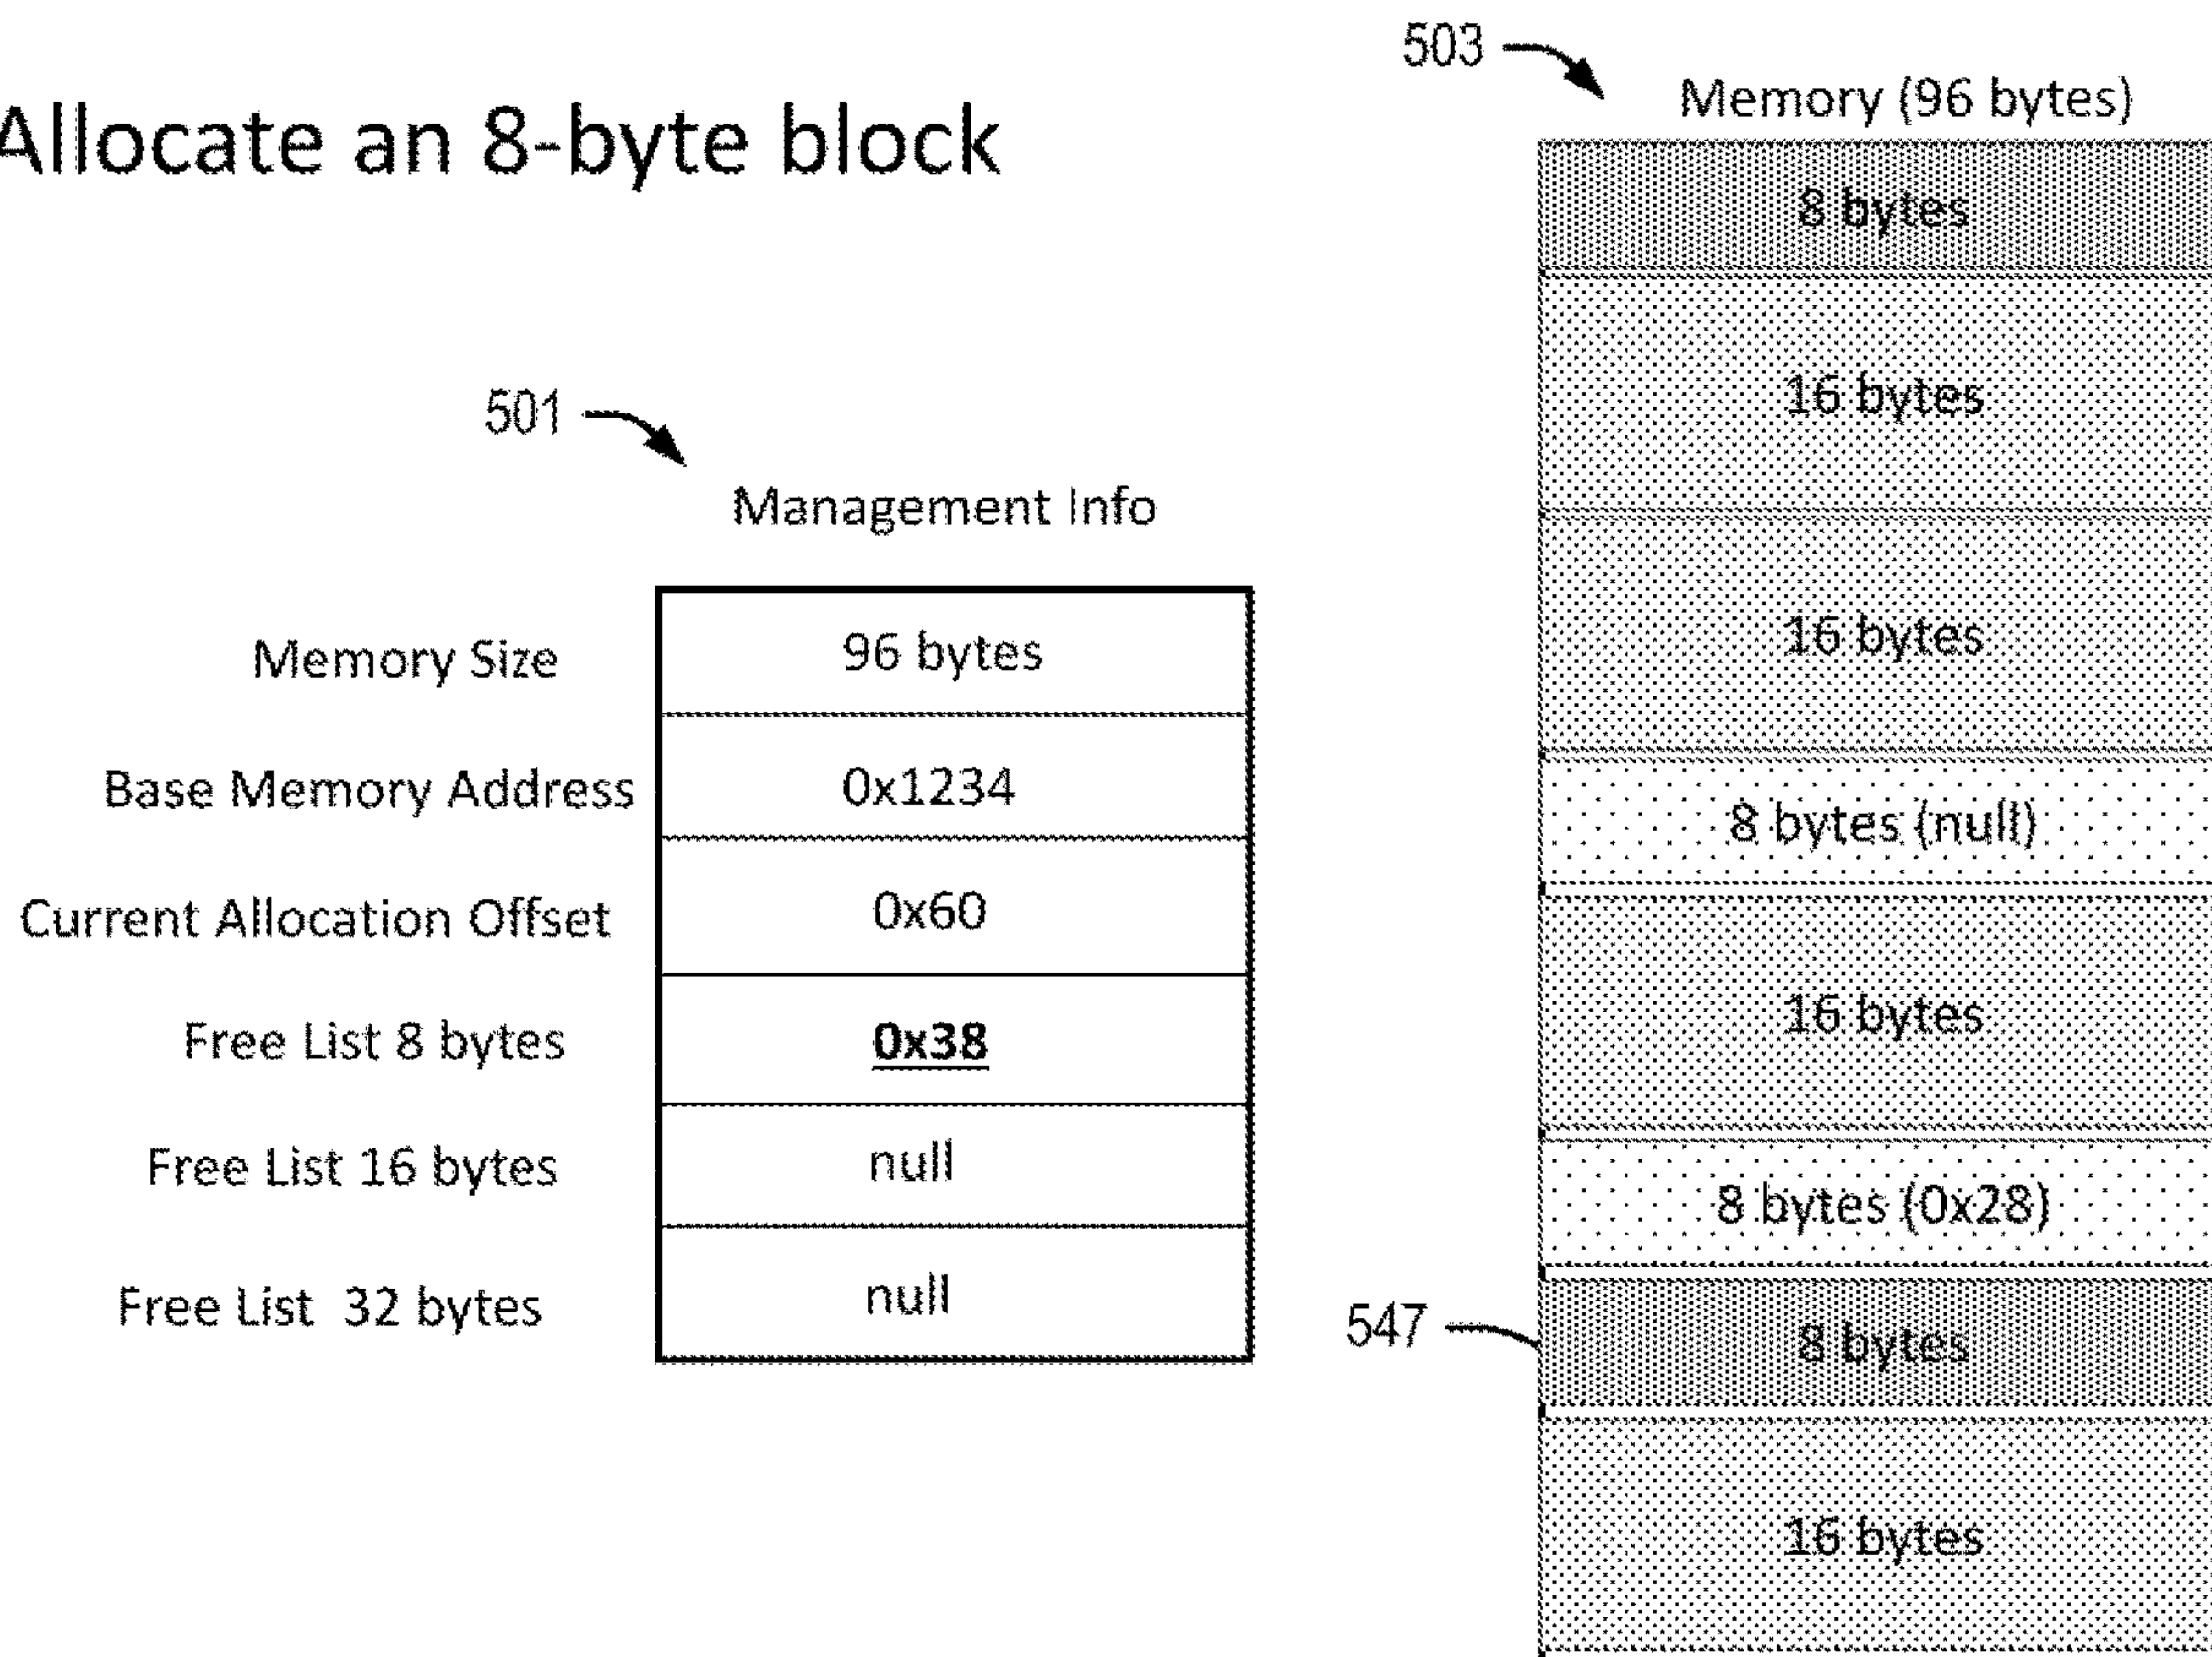 Allocate an 8-byte block
501
Management Info
Memory Size 96 bytes
Base Memory Address 0x1234
Current Allocation Offset 0x60
Free List 8 bytes 0x38
Free List 16 bytes null
Free List 32 bytes null
503
Memory (96 bytes)
8 bytes
16 bytes
16 bytes
8 bytes (null)
16 bytes
8 bytes (0x28)
547
8 bytes
16 bytes